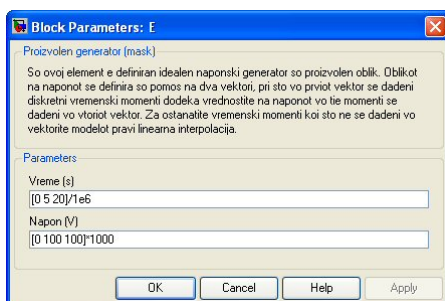 Block Parameters: E
Proizvolen generator (mask)
So ovoj element e definiran idealen naponski generator so proizvolen oblik. Oblikot
na naponot se definira so pomos na dva vektori, pri sto vo prviot vektor se dadeni
diskretni vremenski momenti dodeka vrednostite na naponot vo tie momenti se
dadeni vo vtoriot vektor. Za ostanatite vremenski momenti koi sto ne se dadeni vo
vektorite modelot pravi linearna interpolacija.
Parameters
Vreme (s)
[0 5 20]/1e6
Napon (V)
[0 100 100]*1000
OK Cancel Help Apply